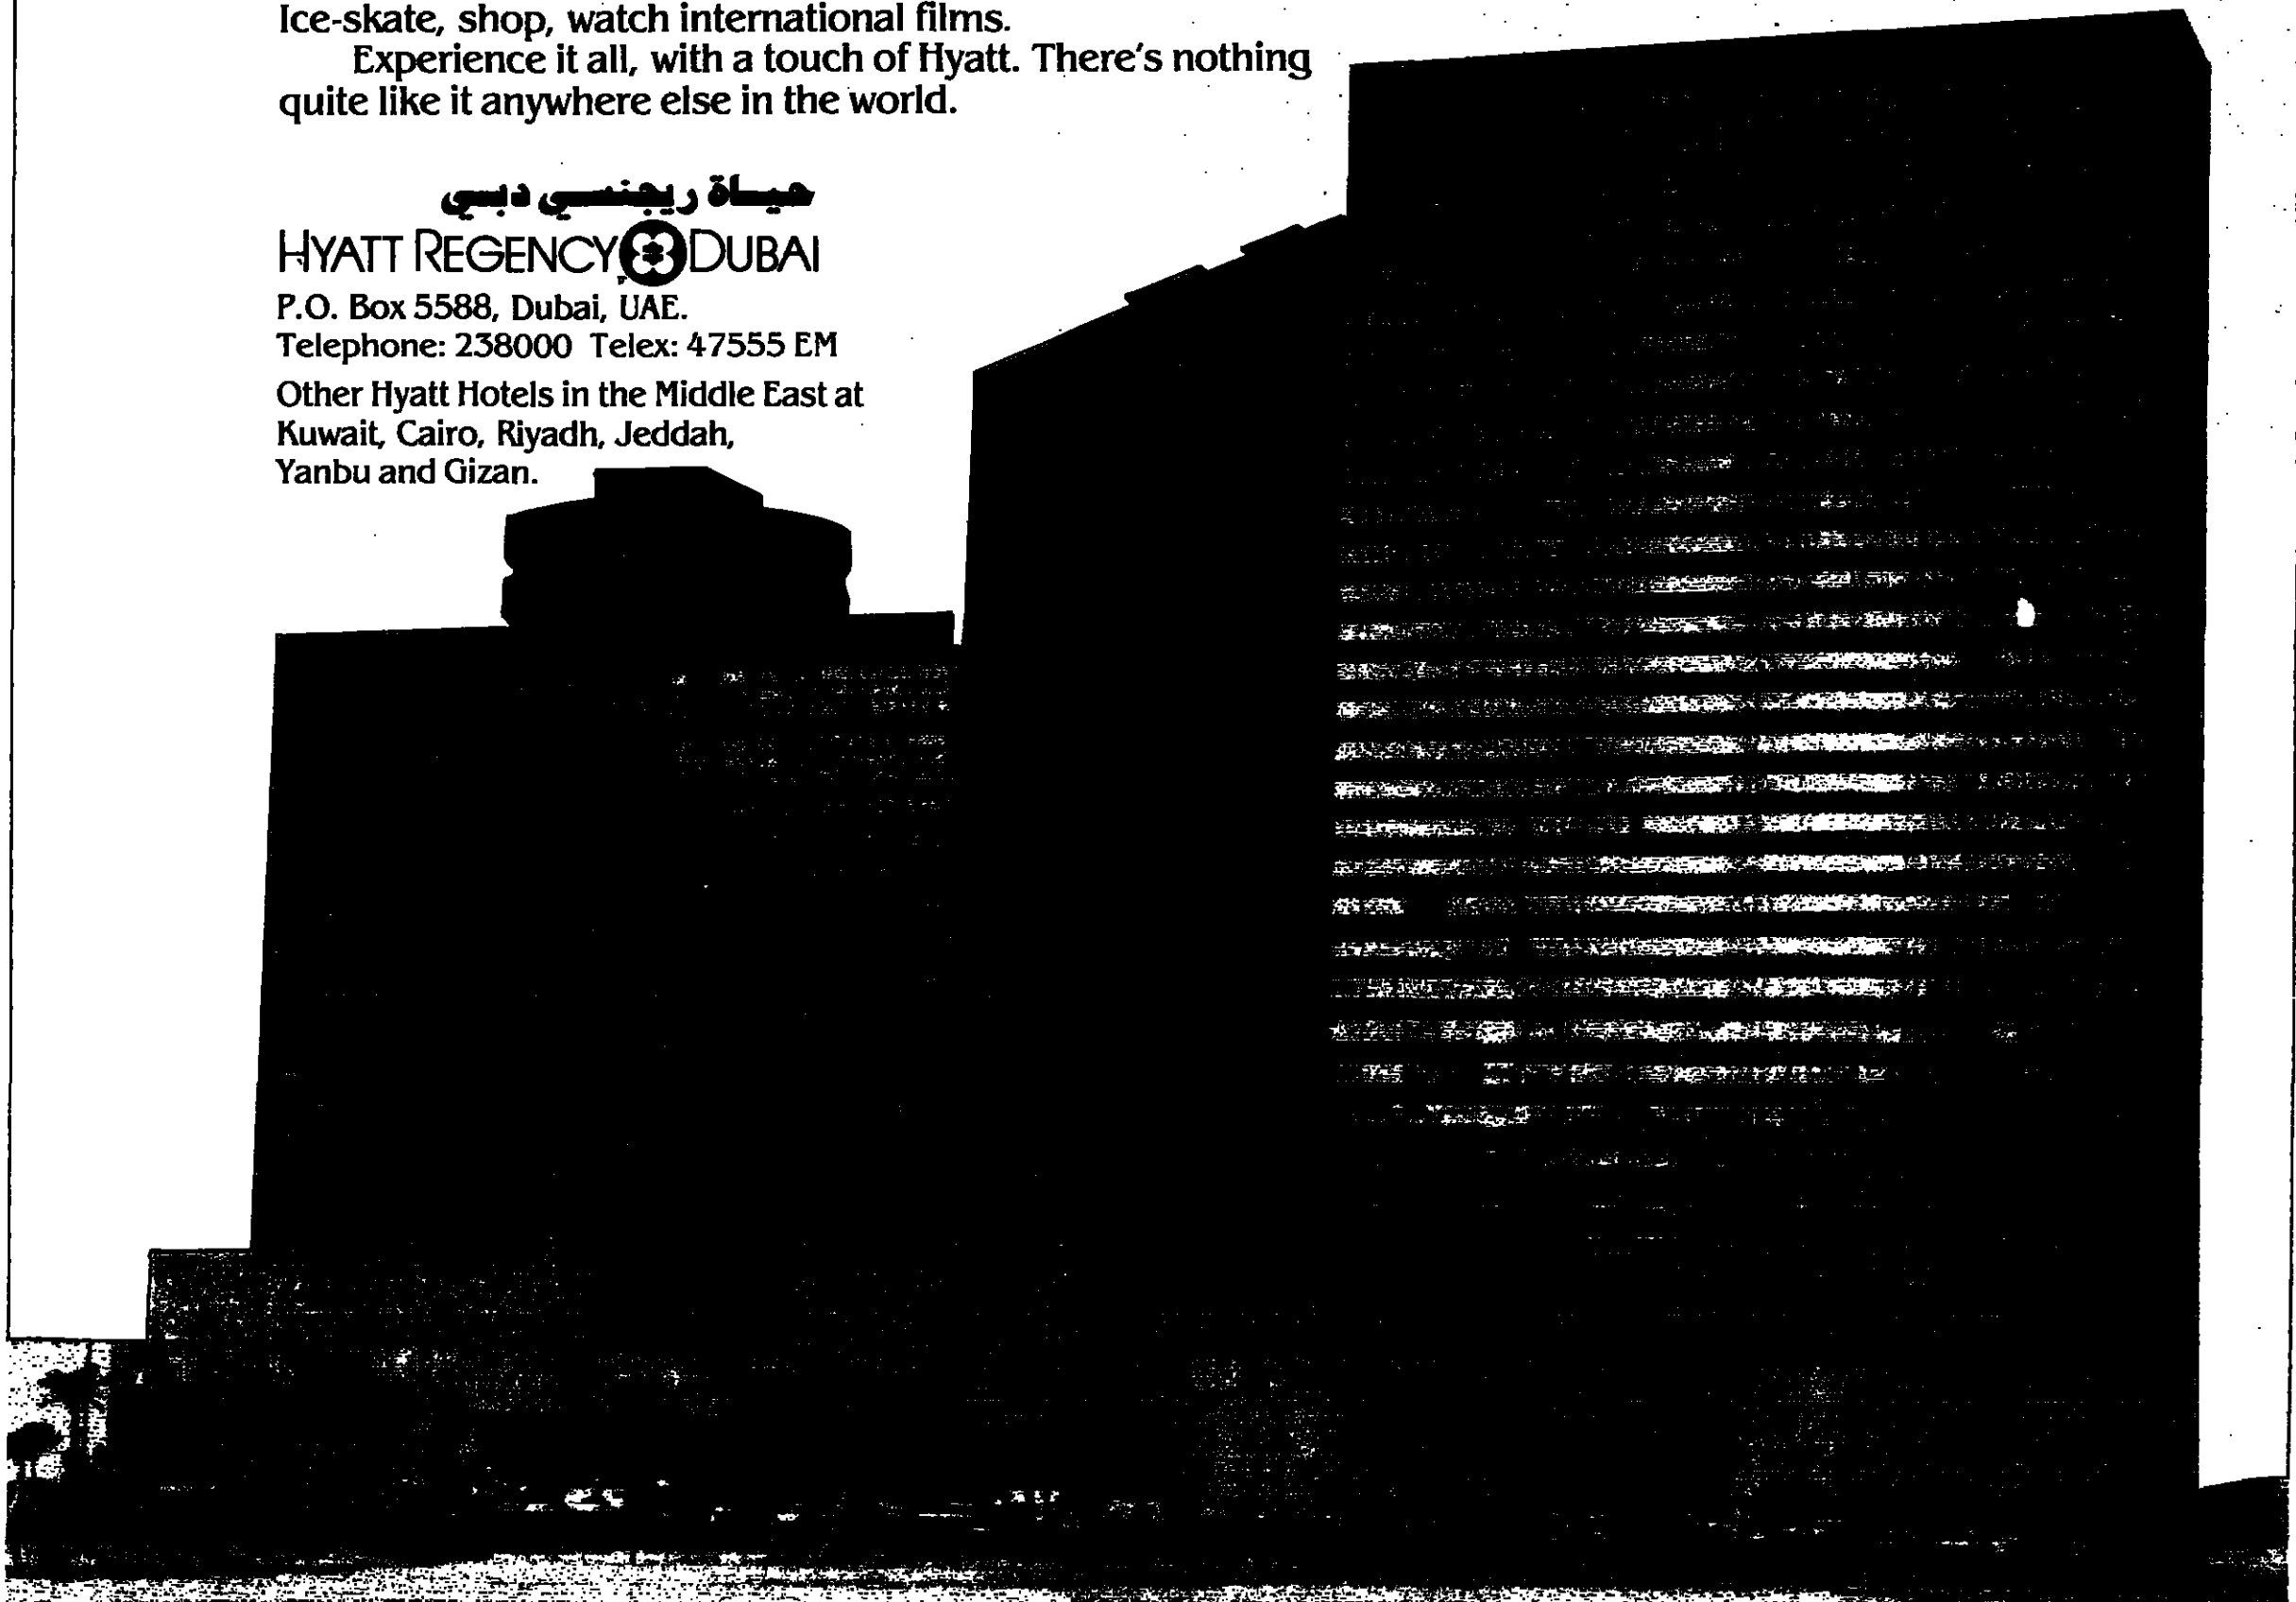 Ice-skate, shop, watch international films.
Experience it all, with a touch of Hyatt. There's nothing
quite like it anywhere else in the world.
حياة ريجنسي دبي
HYATT REGENCY DUBAI
P.O. Box 5588, Dubai, UAE.
Telephone: 238000 Telex: 47555 EM
Other Hyatt Hotels in the Middle East at
Kuwait, Cairo, Riyadh, Jeddah,
Yanbu and Gizan.